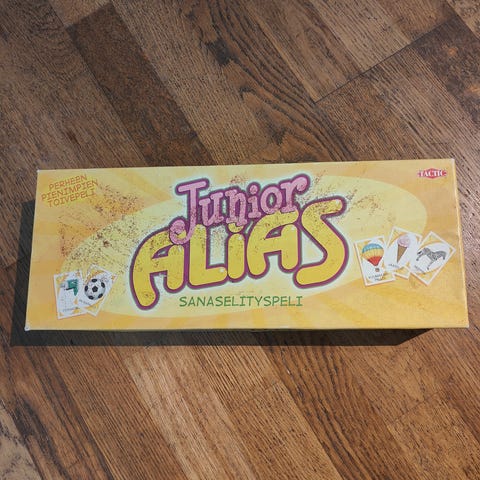 PERHEEN
PIENIMPIEN
TOIVEPELI
TACTIC
Junior
ALIAS
SANASELITYSPELI